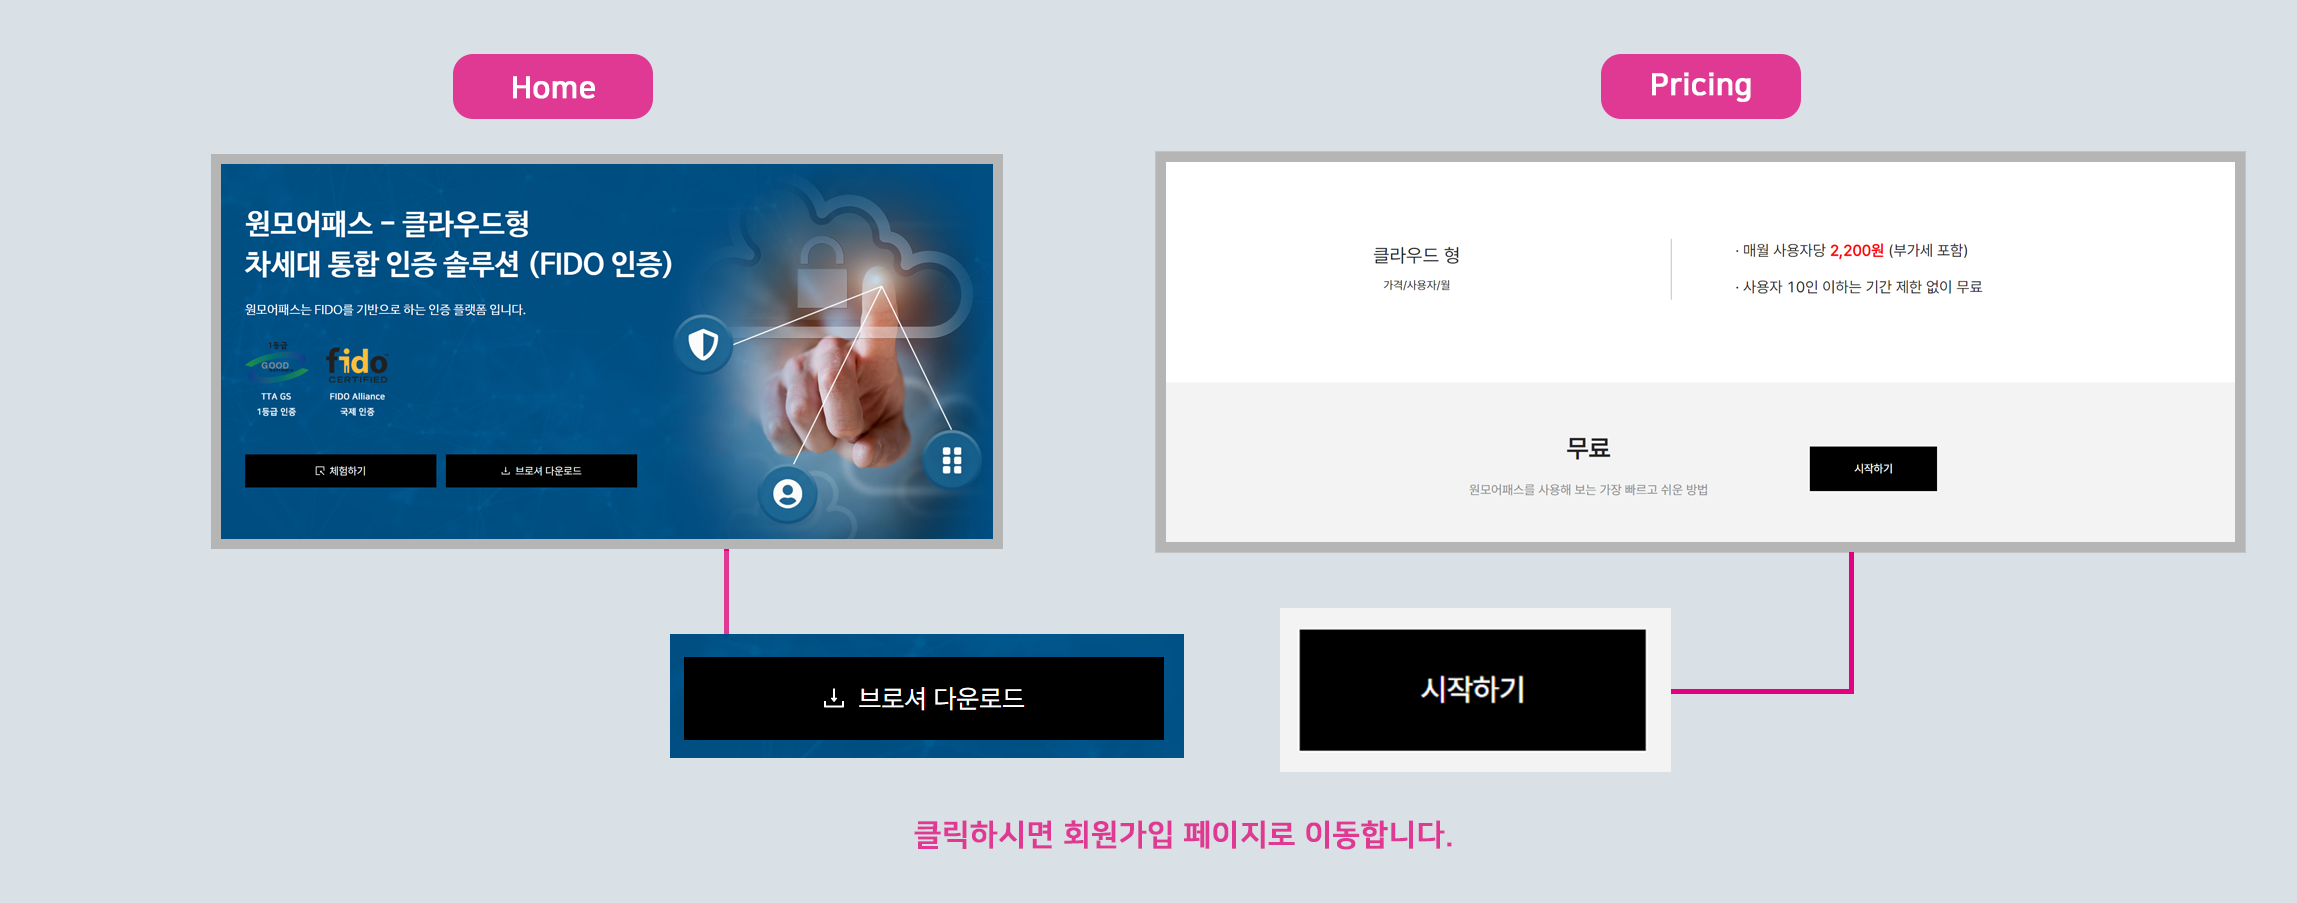 Home
원모어패스 - 클라우드형
차세대 통합 인증 솔루션 (FIDO 인증)
원모어패스는 FIDO를 기반으로 하는 인증 플랫폼 입니다.
1등급
GOOD
fido
CERTIFIED
TTA GS
1등급 인증
FIDO Alliance
국제 인증
체험하기
브로셔 다운로드
Pricing
클라우드 형
가격/사용자/월
· 매월 사용자당 2,200원 (부가세 포함)
· 사용자 10인 이하는 기간 제한 없이 무료
무료
원모어패스를 사용해 보는 가장 빠르고 쉬운 방법
시작하기
브로셔 다운로드
시작하기
클릭하시면 회원가입 페이지로 이동합니다.